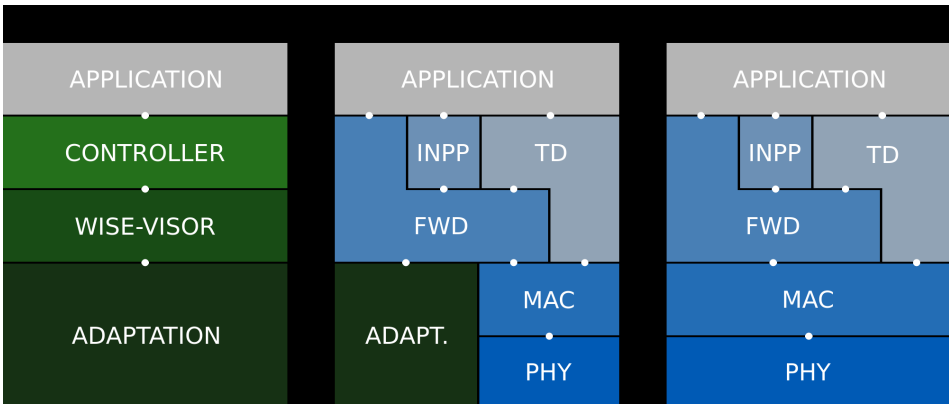 APPLICATION
CONTROLLER
WISE-VISOR
ADAPTATION
APPLICATION
INPP
TD
FWD
ADAPT.
MAC
PHY
APPLICATION
INPP
TD
FWD
MAC
PHY